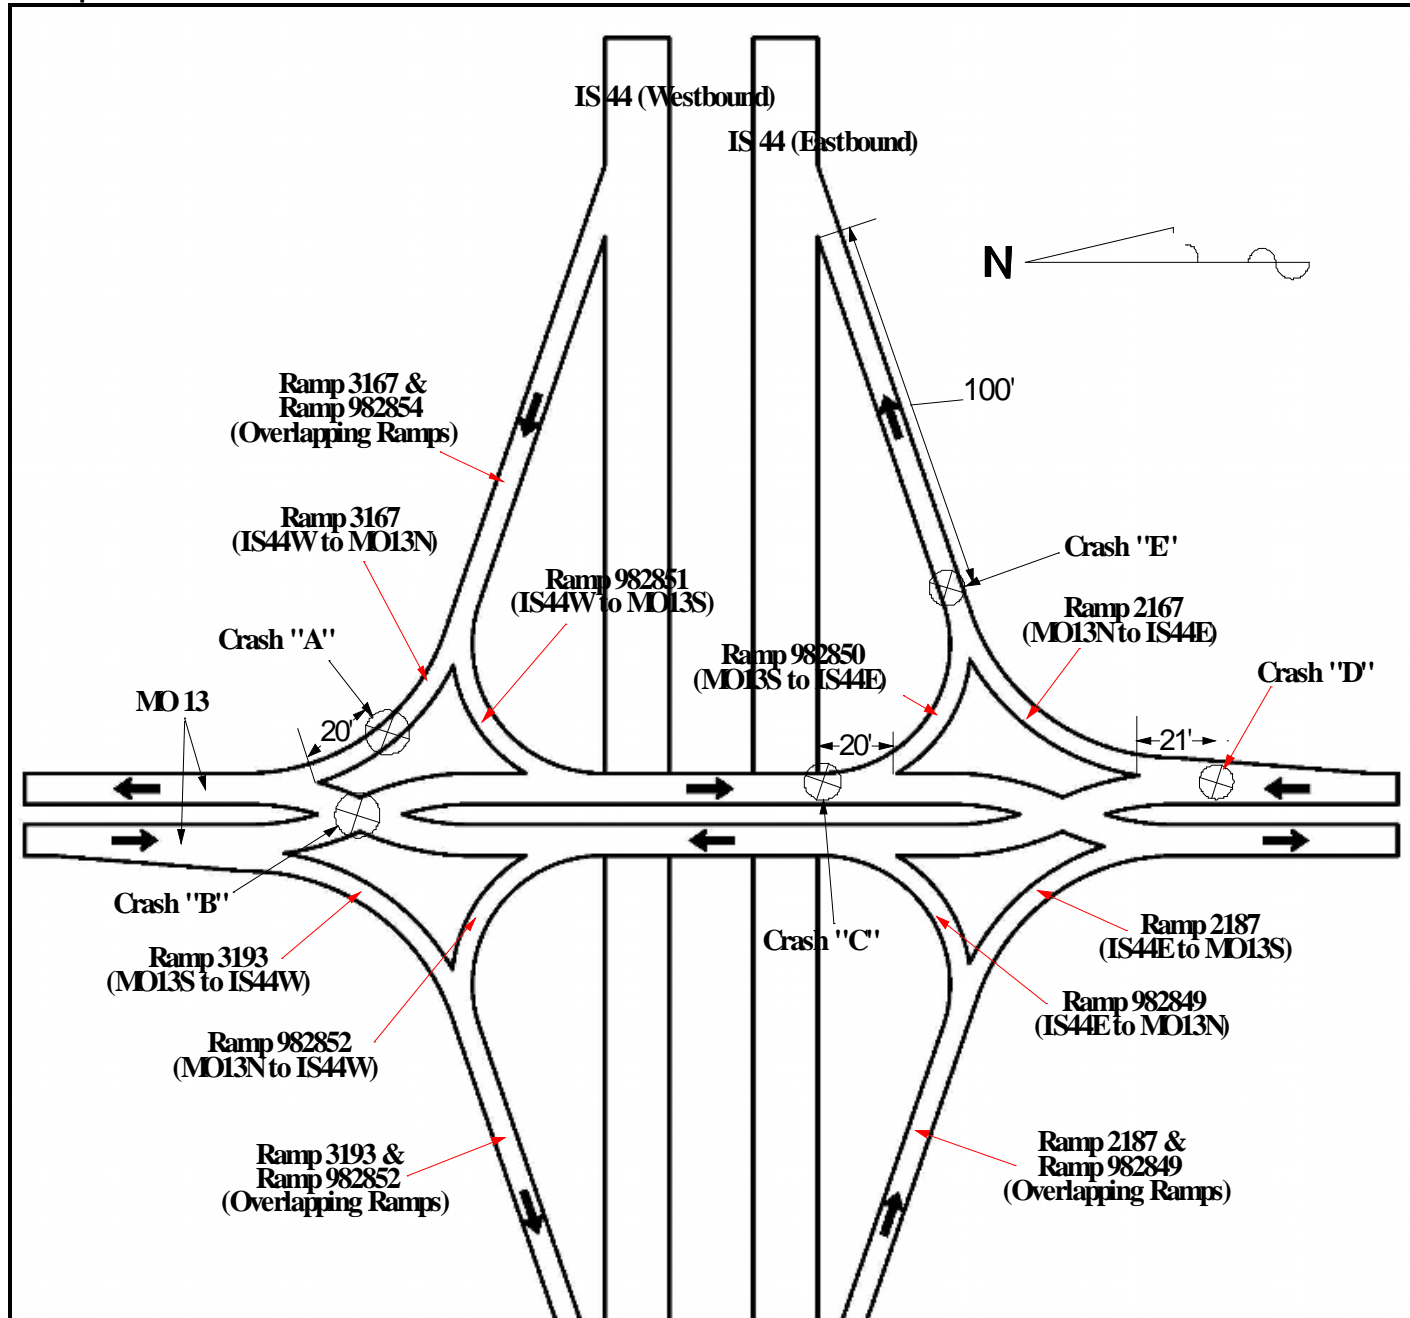 IS 44 (Westbound)
IS 44 (Eastbound)
N
Ramp 3167 &
Ramp 982854
(Overlapping Ramps)
100'
Ramp 3167
(IS44W to MO13N)
Crash "E"
Ramp 982851
(IS44W to MO13S)
Ramp 2167
(MO13N to IS44E)
Crash "A"
Ramp 982850
(MO13S to IS44E)
Crash "D"
MO 13
20'
20'
21'
Crash "B"
Crash "C"
Ramp 2187
(IS44E to MO13S)
Ramp 3193
(MO13S to IS44W)
Ramp 982849
(IS44E to MO13N)
Ramp 982852
(MO13N to IS44W)
Ramp 3193 &
Ramp 982852
(Overlapping Ramps)
Ramp 2187 &
Ramp 982849
(Overlapping Ramps)